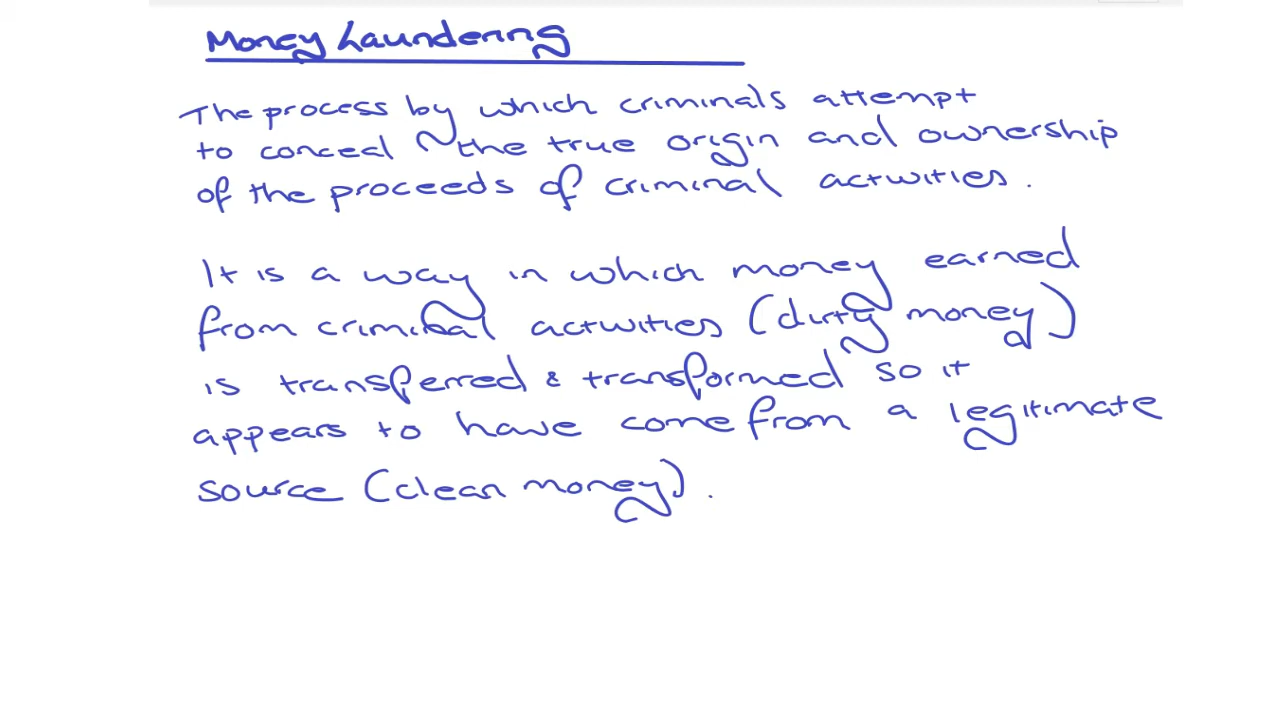 Money Laundering
The process by which criminals attempt
to conceal the true origin and ownership
of the proceeds of criminal activities.
It is a way in which money earned
from criminal activities (dirty money)
is transferred & transformed so it
appears to have come from a legitimate
source (clean money).